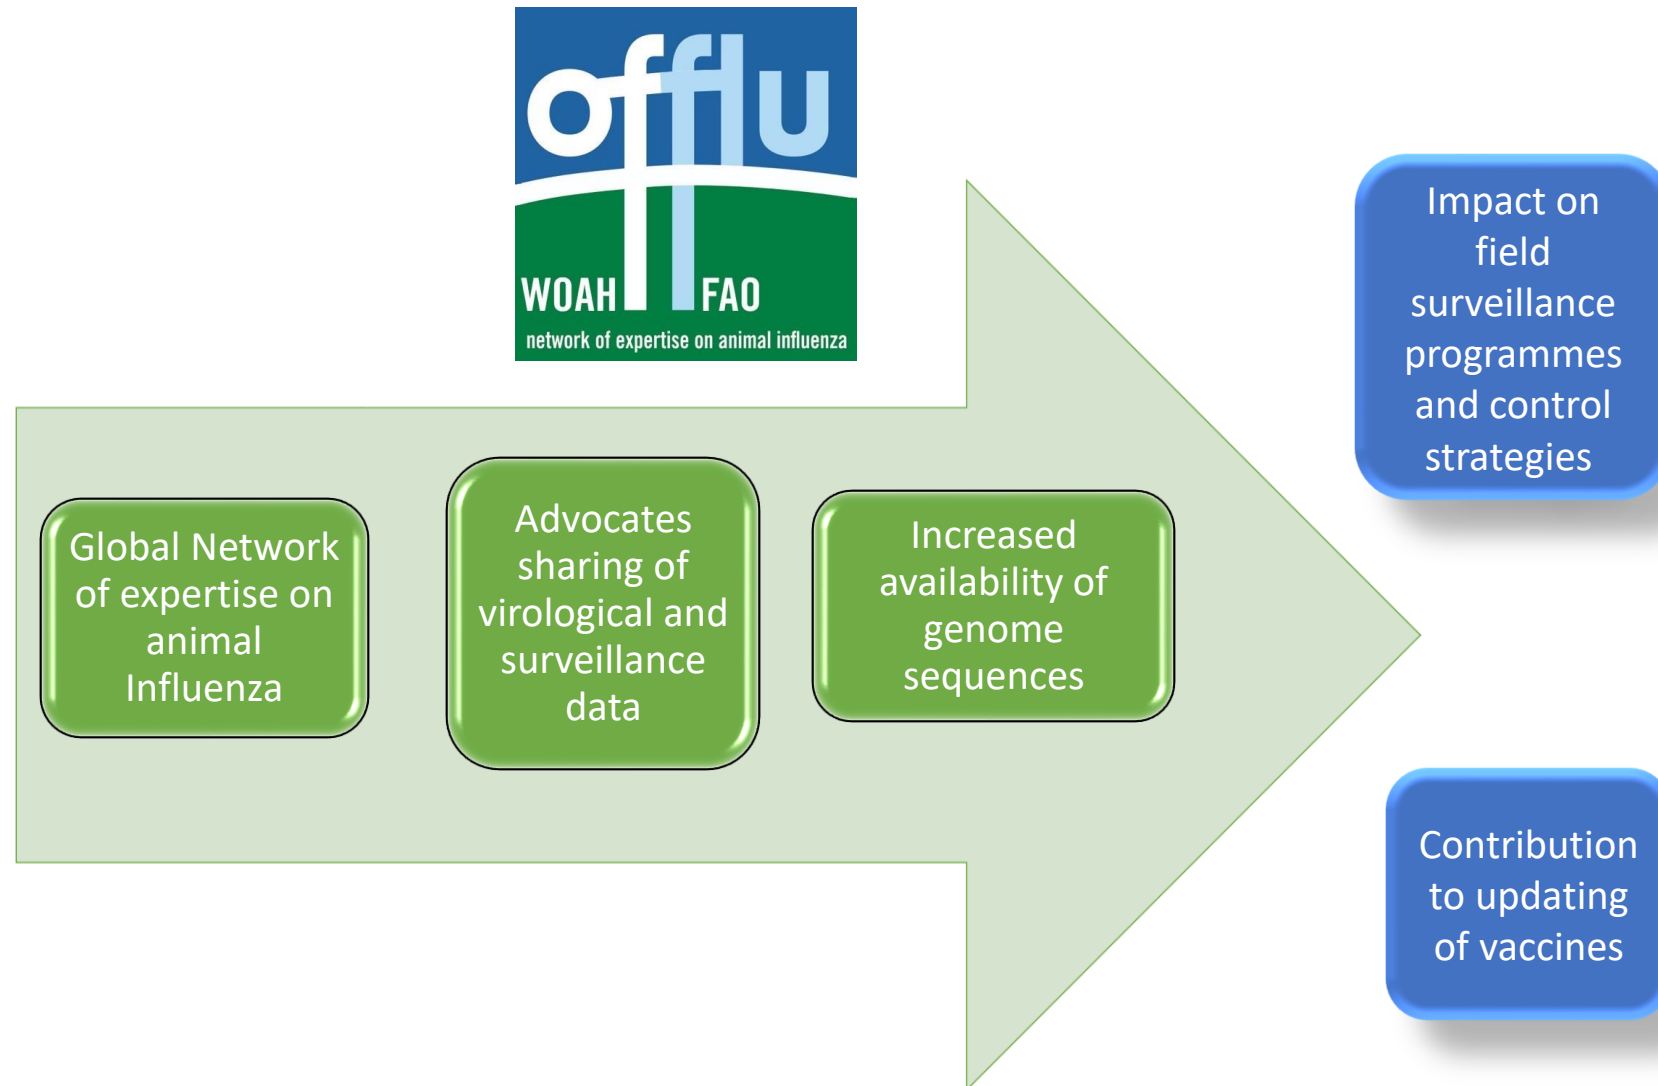 offlu
WOAH FAO
network of expertise on animal influenza
Global Network
of expertise on
animal
Influenza
Advocates
sharing of
virological and
surveillance
data
Increased
availability of
genome
sequences
Impact on
field
surveillance
programmes
and control
strategies
Contribution
to updating
of vaccines